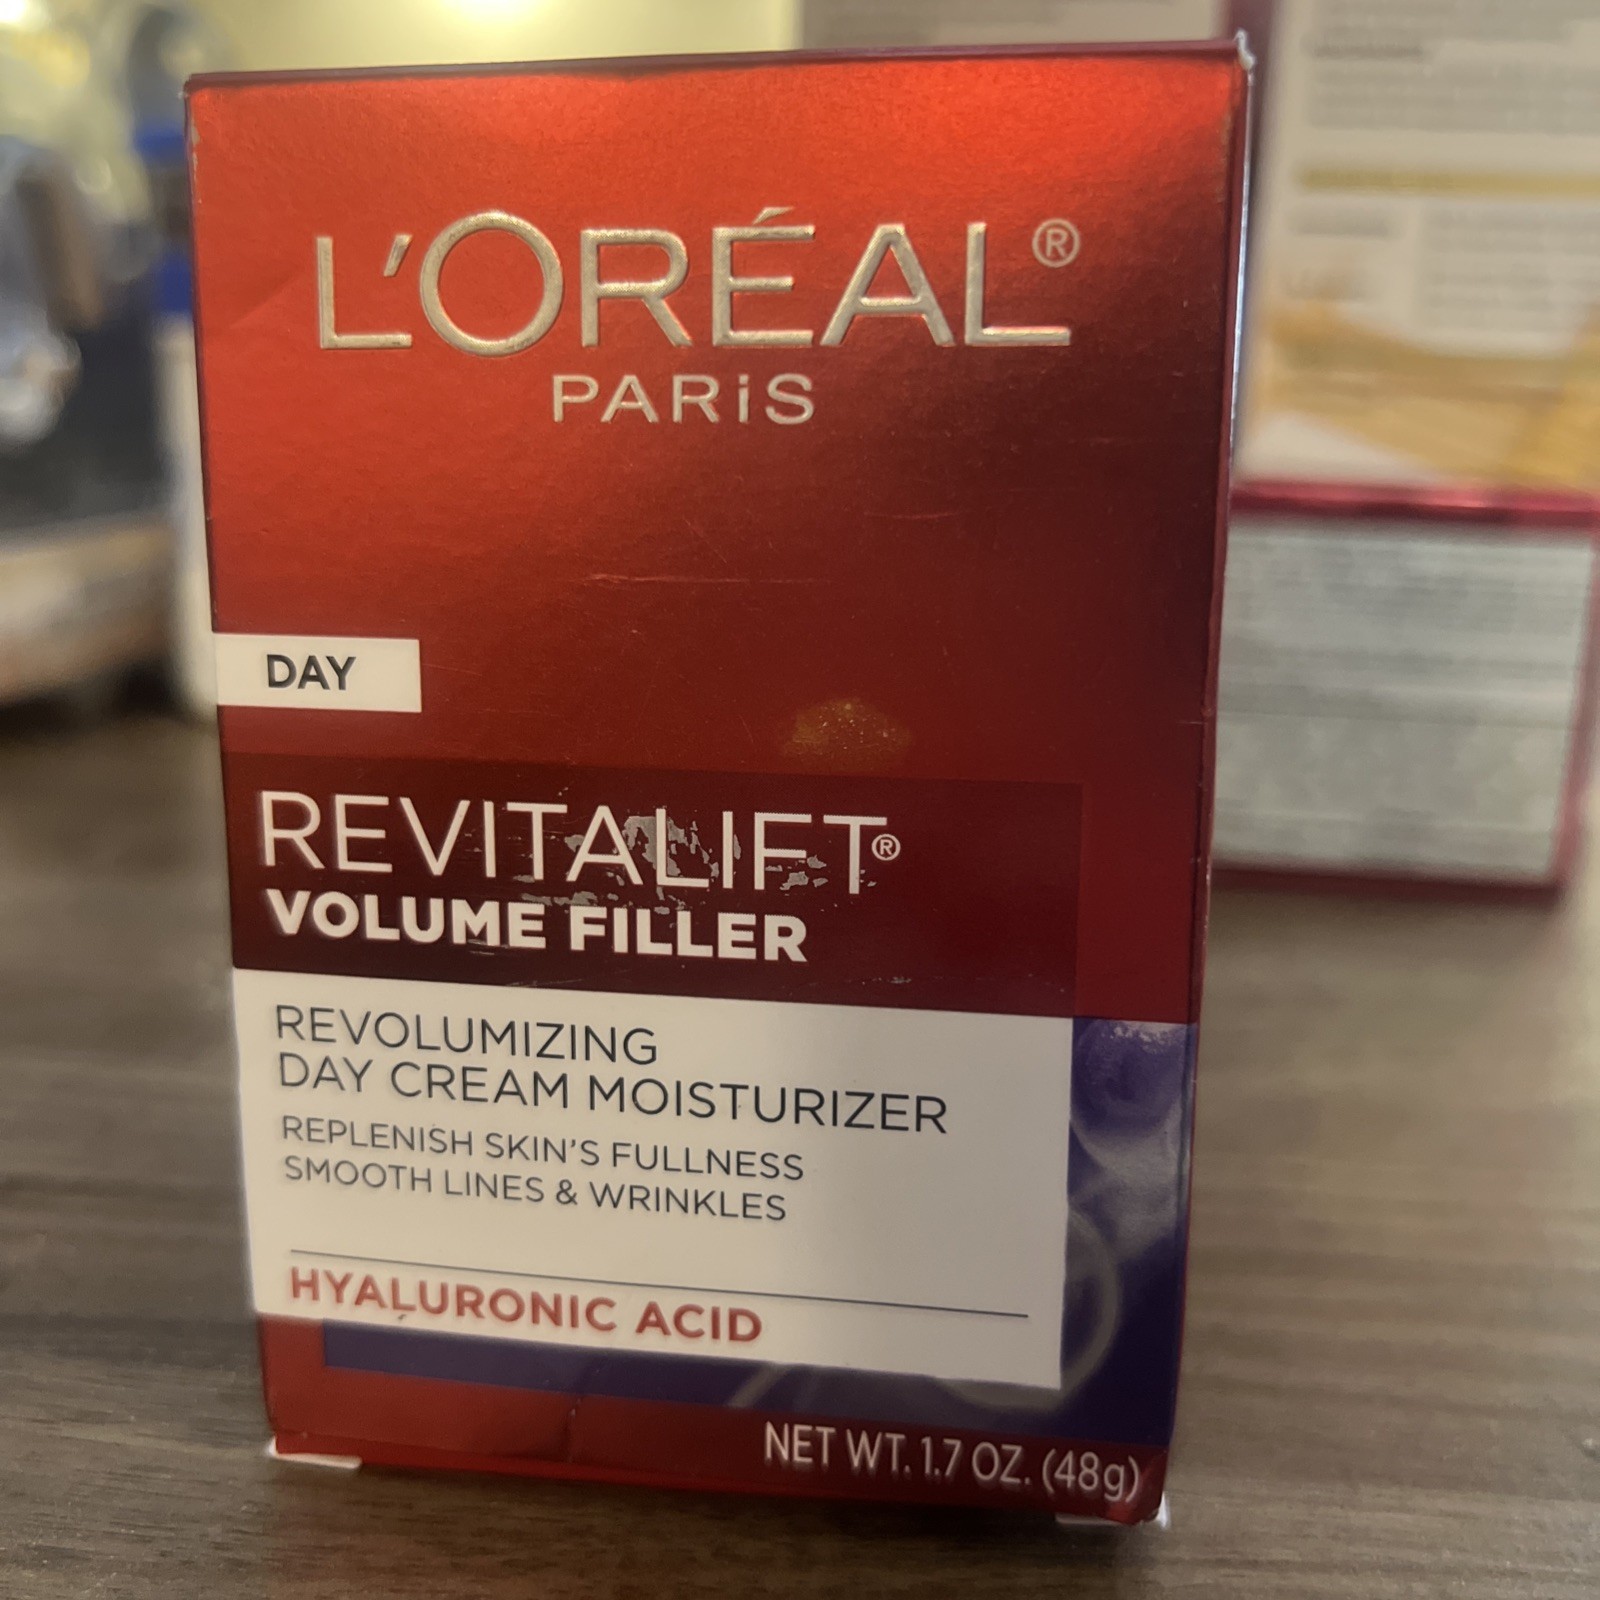 L'ORÉAL®
PARiS
DAY
REVITALIFT®
VOLUME FILLER
REVOLUMIZING
DAY CREAM MOISTURIZER
REPLENISH SKIN'S FULLNESS
SMOOTH LINES & WRINKLES
HYALURONIC ACID
NET WT. 1.7 OZ. (48g)